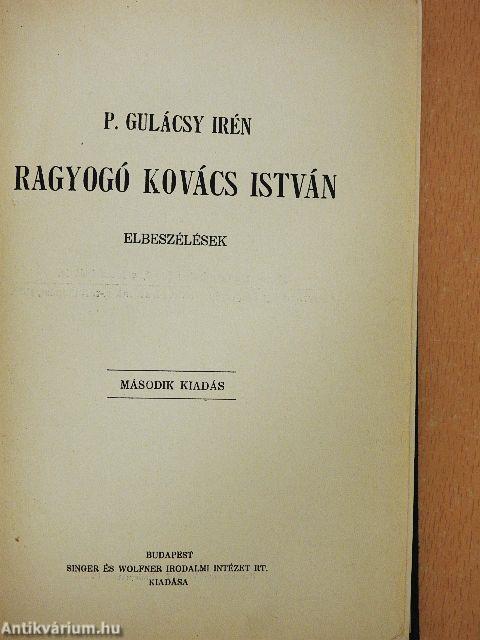 P. GULÁCSY IRÉN
RAGYOGÓ KOVÁCS ISTVÁN
ELBESZÉLÉSEK
MÁSODIK KIADÁS
BUDAPEST
SINGER ÉS WOLFNER IRODALMI INTÉZET RT.
KIADÁSA
Antikvárium.hu